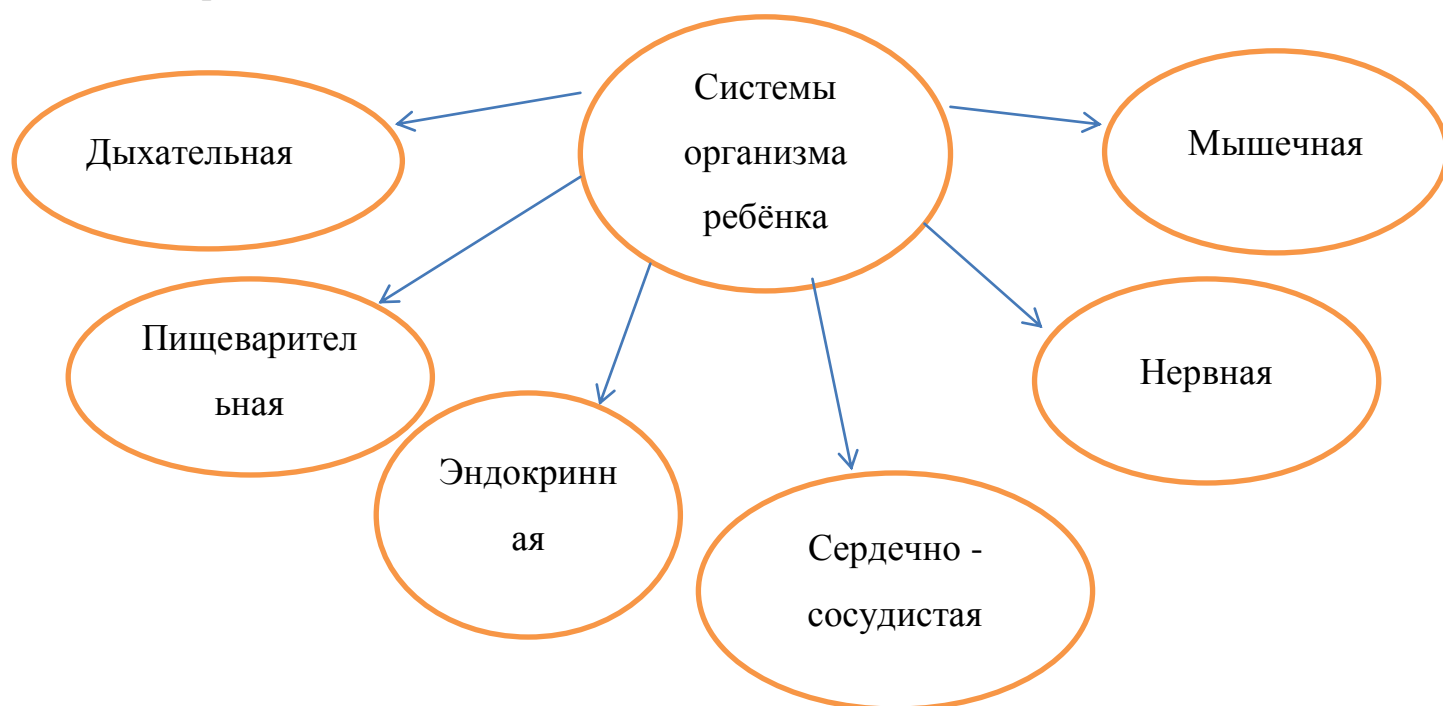 Системы
организма
ребёнка
Дыхательная
Мышечная
Пищеварител
ьная
Нервная
Эндокринн
ая
Сердечно -
сосудистая